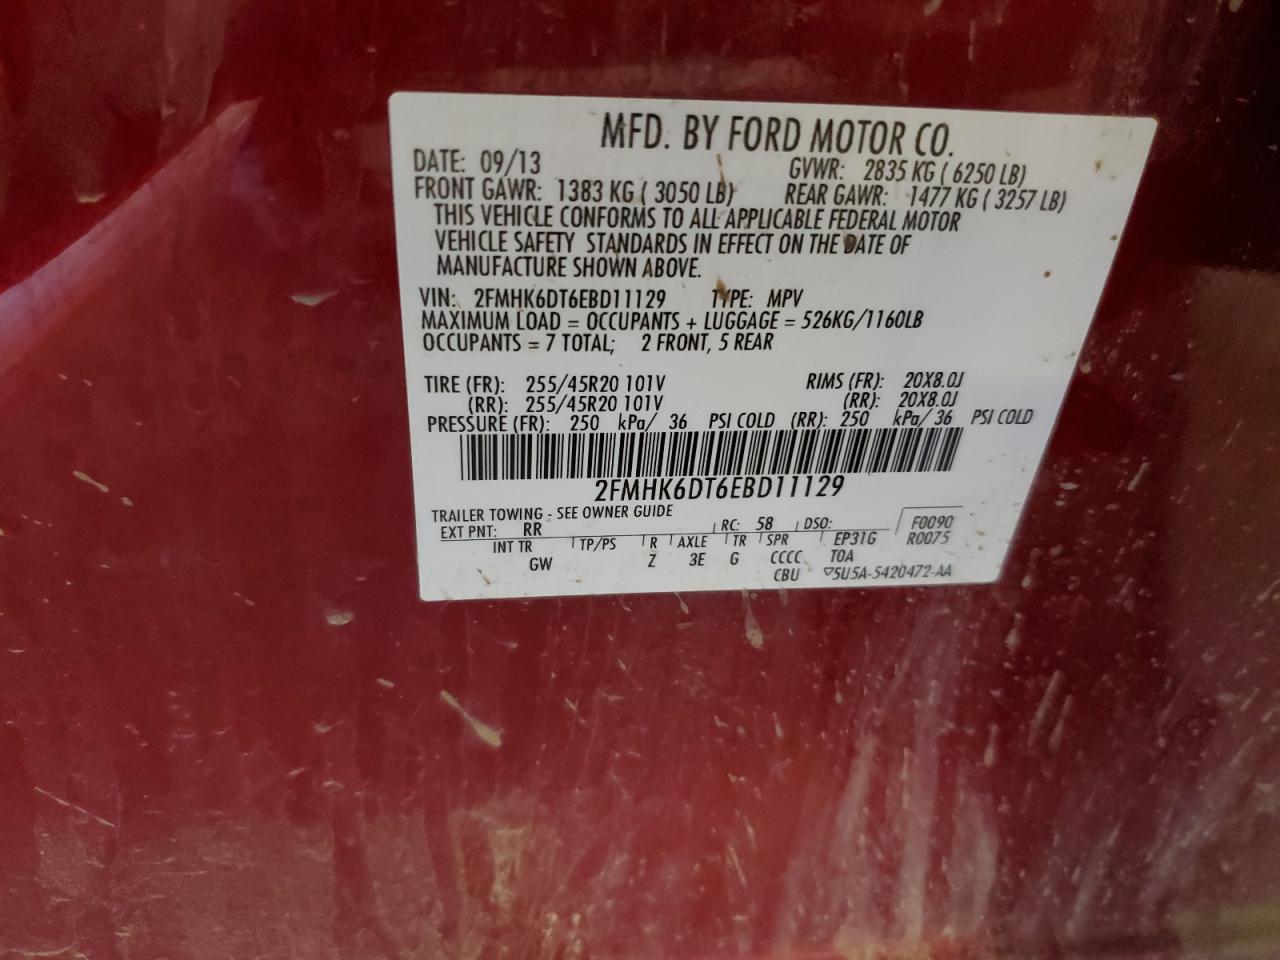 MFD. BY FORD MOTOR CO.
DATE: 09/13 GVWR: 2835 KG ( 6250 LB)
FRONT GAWR: 1383 KG ( 3050 LB) REAR GAWR: 1477 KG ( 3257 LB)
THIS VEHICLE CONFORMS TO ALL APPLICABLE FEDERAL MOTOR
VEHICLE SAFETY STANDARDS IN EFFECT ON THE DATE OF
MANUFACTURE SHOWN ABOVE.
VIN: 2FMHK6DT6EBD11129 TYPE: MPV
MAXIMUM LOAD = OCCUPANTS + LUGGAGE = 526KG/1160LB
OCCUPANTS = 7 TOTAL; 2 FRONT, 5 REAR
TIRE (FR): 255/45R20 101V RIMS (FR): 20X8.0J
(RR): 255/45R20 101V (RR): 20X8.0J
PRESSURE (FR): 250 kPa/ 36 PSI COLD (RR): 250 kPa/ 36 PSI COLD
2FMHK6DT6EBD11129
TRAILER TOWING - SEE OWNER GUIDE
EXT PNT: RR RC: 58 DSO: F0090
INT TR TP/PS R AXLE TR SPR EP31G R0075
GW Z 3E G CCCC T0A
CBU ▽5U5A-5420472-AA